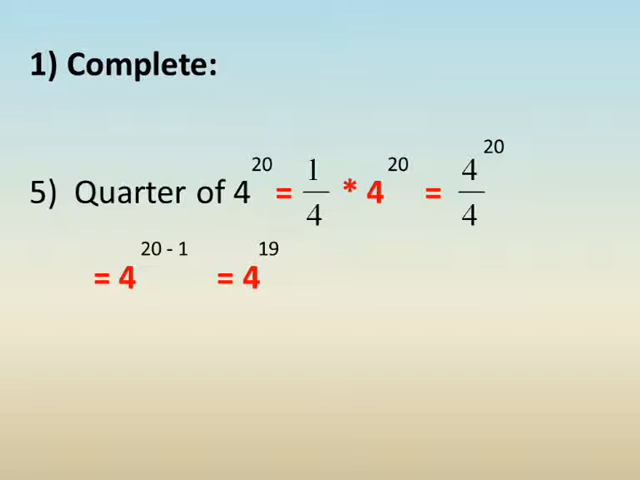 1) Complete:
5) Quarter of 4^20 = 1/4 * 4^20 = 4^20/4
= 4^20 - 1 = 4^19